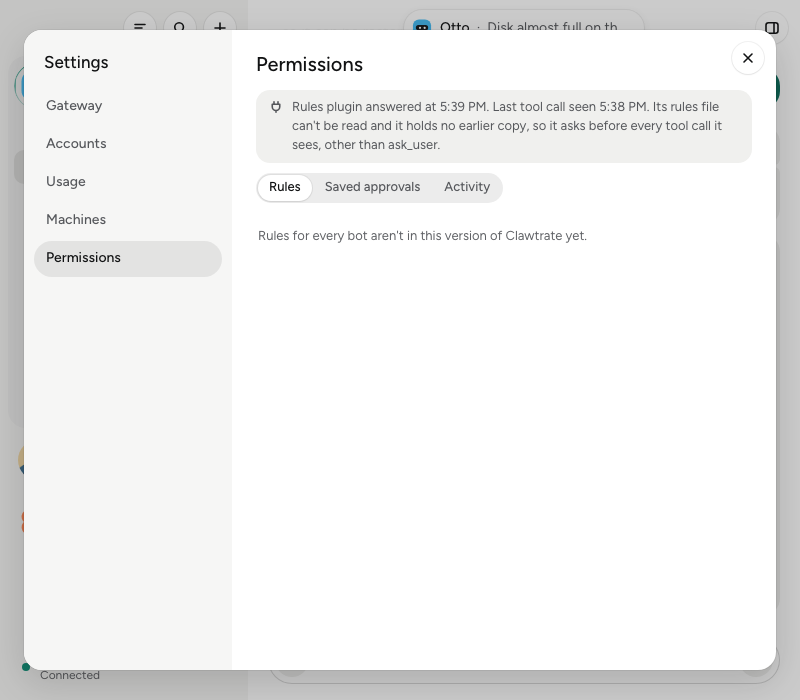 Otto · Disk almost full on th
Settings
Gateway
Accounts
Usage
Machines
Permissions
Permissions
Rules plugin answered at 5:39 PM. Last tool call seen 5:38 PM. Its rules file
can't be read and it holds no earlier copy, so it asks before every tool call it
sees, other than ask_user.
Rules Saved approvals Activity
Rules for every bot aren't in this version of Clawtrate yet.
Connected